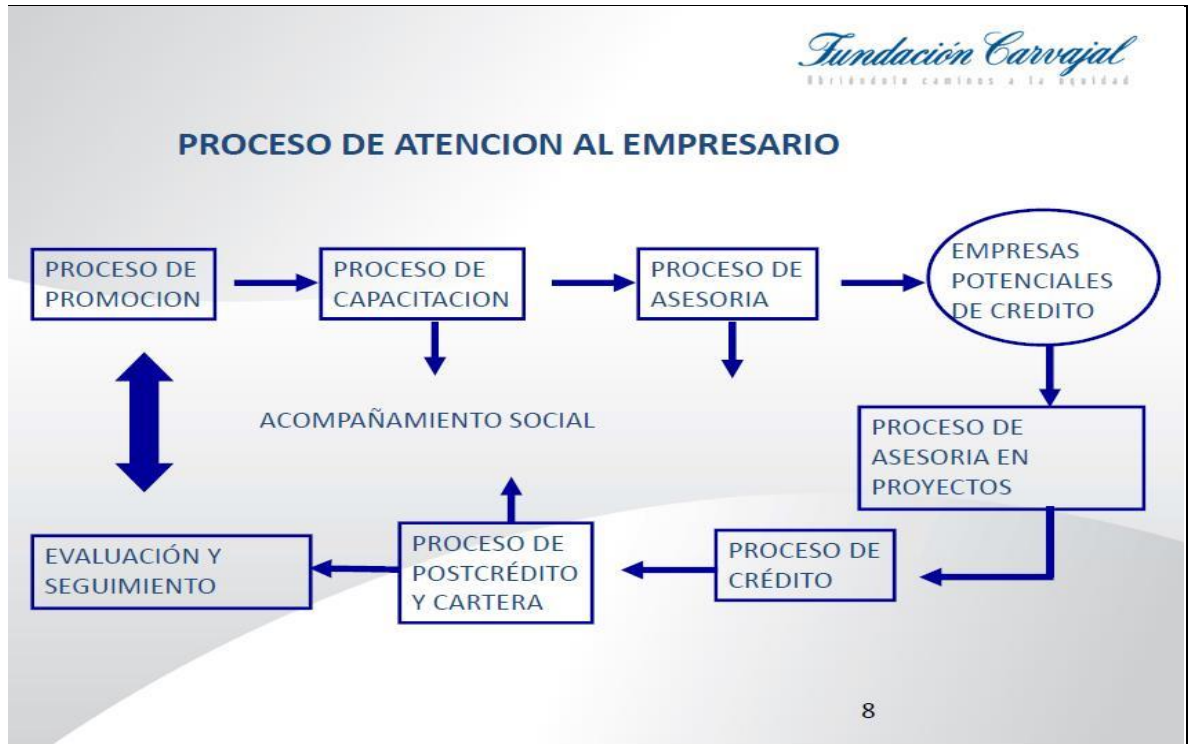 Fundación Carvajal
Abriéndole caminos a la equidad
PROCESO DE ATENCION AL EMPRESARIO
PROCESO DE
PROMOCION
PROCESO DE
CAPACITACION
PROCESO DE
ASESORIA
EMPRESAS
POTENCIALES
DE CREDITO
ACOMPAÑAMIENTO SOCIAL
PROCESO DE
ASESORIA EN
PROYECTOS
EVALUACIÓN Y
SEGUIMIENTO
PROCESO DE
POSTCRÉDITO
Y CARTERA
PROCESO DE
CRÉDITO
8